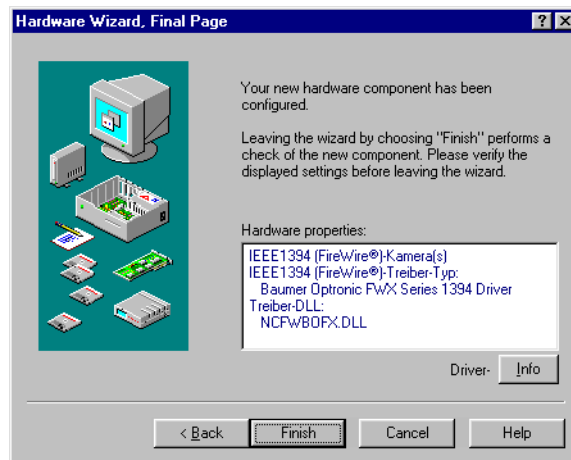 Hardware Wizard, Final Page
Your new hardware component has been
configured.
Leaving the wizard by choosing "Finish" performs a
check of the new component. Please verify the
displayed settings before leaving the wizard.
Hardware properties:
IEEE1394 (FireWire®)-Kamera(s)
IEEE1394 (FireWire®)-Treiber-Typ:
Baumer Optronic FWX Series 1394 Driver
Treiber-DLL:
NCFWBOFX.DLL
Driver- Info
< Back Finish Cancel Help